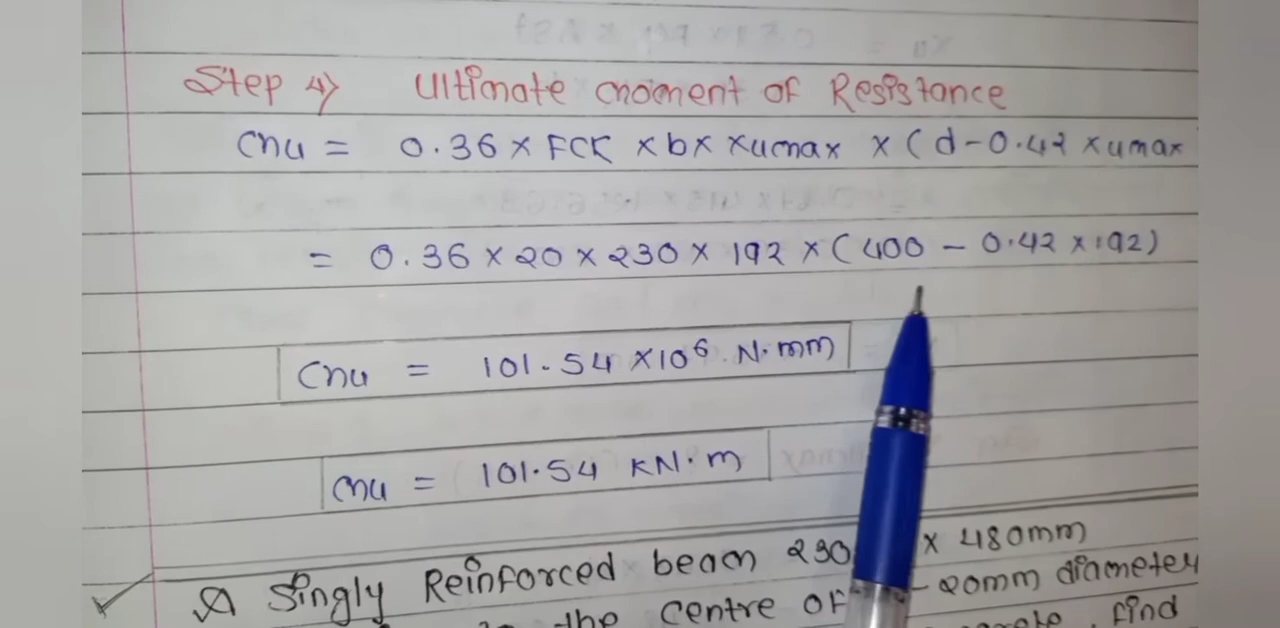 Step 4) Ultimate moment of Resistance
mu = 0.36 × FCK × b × xumax × (d - 0.42 xumax
= 0.36 × 20 × 230 × 192 × (400 - 0.42 × 192)
mu = 101.54 × 10⁶ N.mm
mu = 101.54 KN.m
A Singly Reinforced beam 230 × 480mm
the centre of 20mm diameter
find